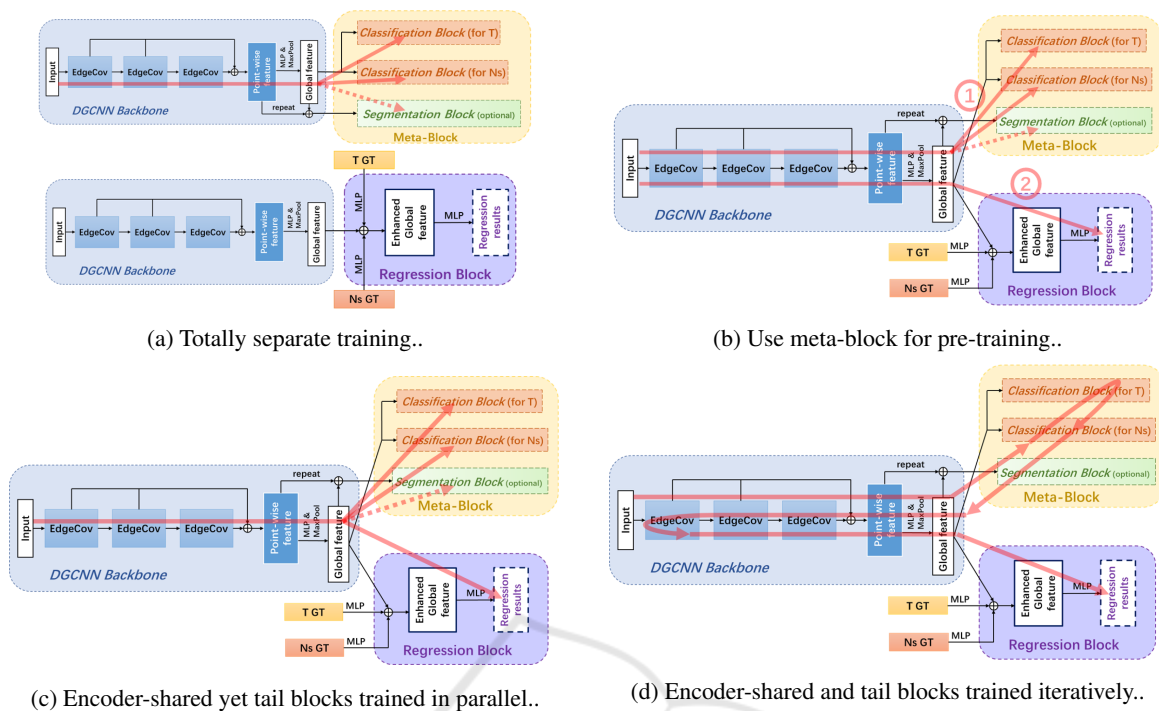 Classification Block (for T)
Classification Block (for Ns)
Segmentation Block (optional)
Meta-Block
Input
EdgeCov
EdgeCov
EdgeCov
Point-wise
feature
MLP &
MaxPool
Global feature
repeat
DGCNN Backbone
T GT
MLP
Input
EdgeCov
EdgeCov
EdgeCov
Point-wise
feature
MLP &
MaxPool
Global feature
Enhanced
Global
feature
MLP
Regression
results
DGCNN Backbone
MLP
Regression Block
Ns GT
(a) Totally separate training..
Classification Block (for T)
1
Classification Block (for Ns)
repeat
Segmentation Block (optional)
Meta-Block
Input
EdgeCov
EdgeCov
EdgeCov
Point-wise
feature
MLP &
MaxPool
Global feature
2
DGCNN Backbone
T GT
MLP
Enhanced
Global
feature
MLP
Regression
results
Ns GT
MLP
Regression Block
(b) Use meta-block for pre-training..
Classification Block (for T)
Classification Block (for Ns)
repeat
Segmentation Block (optional)
Meta-Block
Input
EdgeCov
EdgeCov
EdgeCov
Point-wise
feature
MLP &
MaxPool
Global feature
DGCNN Backbone
T GT
MLP
Enhanced
Global
feature
MLP
Regression
results
Ns GT
MLP
Regression Block
(c) Encoder-shared yet tail blocks trained in parallel..
Classification Block (for T)
Classification Block (for Ns)
repeat
Segmentation Block (optional)
Meta-Block
Input
EdgeCov
EdgeCov
EdgeCov
Point-wise
feature
MLP &
MaxPool
Global feature
DGCNN Backbone
T GT
MLP
Enhanced
Global
feature
MLP
Regression
results
Ns GT
MLP
Regression Block
(d) Encoder-shared and tail blocks trained iteratively..